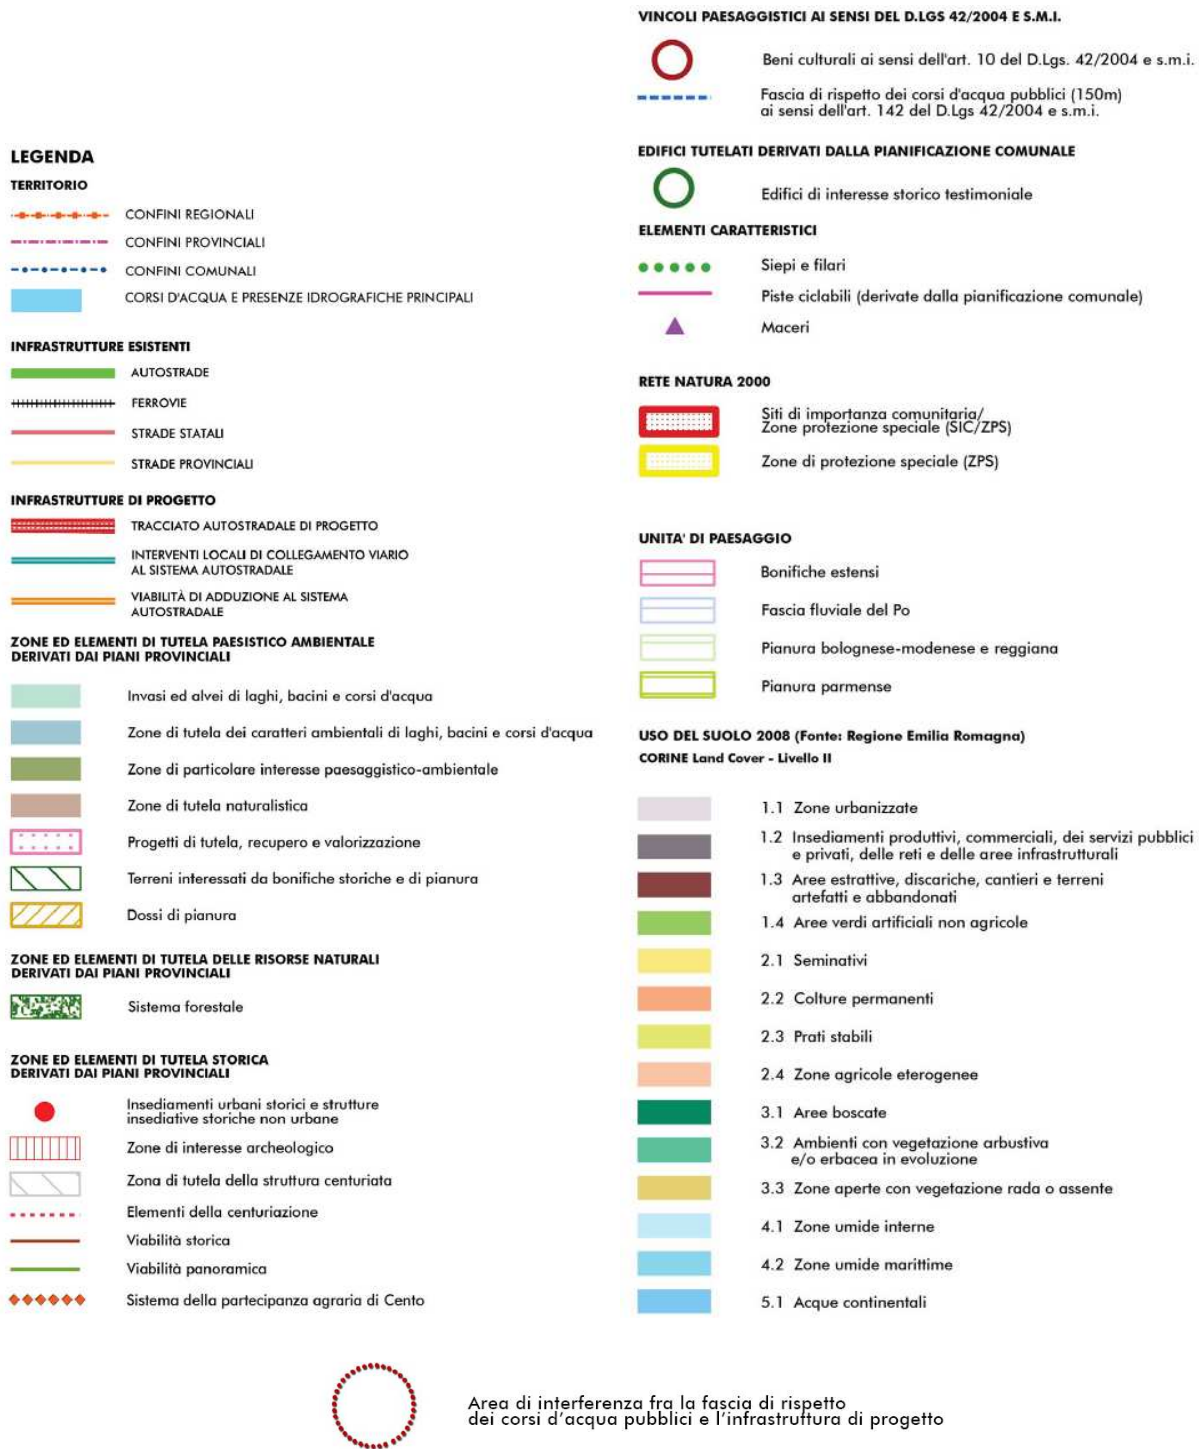 LEGENDA
TERRITORIO
CONFINI REGIONALI
CONFINI PROVINCIALI
CONFINI COMUNALI
CORSI D'ACQUA E PRESENZE IDROGRAFICHE PRINCIPALI
INFRASTRUTTURE ESISTENTI
AUTOSTRADE
FERROVIE
STRADE STATALI
STRADE PROVINCIALI
INFRASTRUTTURE DI PROGETTO
TRACCIATO AUTOSTRADALE DI PROGETTO
INTERVENTI LOCALI DI COLLEGAMENTO VIARIO
AL SISTEMA AUTOSTRADALE
VIABILITÀ DI ADDUZIONE AL SISTEMA
AUTOSTRADALE
ZONE ED ELEMENTI DI TUTELA PAESISTICO AMBIENTALE
DERIVATI DAI PIANI PROVINCIALI
Invasi ed alvei di laghi, bacini e corsi d'acqua
Zone di tutela dei caratteri ambientali di laghi, bacini e corsi d'acqua
Zone di particolare interesse paesaggistico-ambientale
Zone di tutela naturalistica
Progetti di tutela, recupero e valorizzazione
Terreni interessati da bonifiche storiche e di pianura
Dossi di pianura
ZONE ED ELEMENTI DI TUTELA DELLE RISORSE NATURALI
DERIVATI DAI PIANI PROVINCIALI
Sistema forestale
ZONE ED ELEMENTI DI TUTELA STORICA
DERIVATI DAI PIANI PROVINCIALI
Insediamenti urbani storici e strutture
insediative storiche non urbane
Zone di interesse archeologico
Zona di tutela della struttura centuriata
Elementi della centuriazione
Viabilità storica
Viabilità panoramica
Sistema della partecipanza agraria di Cento
VINCOLI PAESAGGISTICI AI SENSI DEL D.LGS 42/2004 E S.M.I.
Beni culturali ai sensi dell'art. 10 del D.Lgs. 42/2004 e s.m.i.
Fascia di rispetto dei corsi d'acqua pubblici (150m)
ai sensi dell'art. 142 del D.Lgs 42/2004 e s.m.i.
EDIFICI TUTELATI DERIVATI DALLA PIANIFICAZIONE COMUNALE
Edifici di interesse storico testimoniale
ELEMENTI CARATTERISTICI
Siepi e filari
Piste ciclabili (derivate dalla pianificazione comunale)
Maceri
RETE NATURA 2000
Siti di importanza comunitaria/
Zone protezione speciale (SIC/ZPS)
Zone di protezione speciale (ZPS)
UNITA' DI PAESAGGIO
Bonifiche estensi
Fascia fluviale del Po
Pianura bolognese-modenese e reggiana
Pianura parmense
USO DEL SUOLO 2008 (Fonte: Regione Emilia Romagna)
CORINE Land Cover - Livello II
1.1 Zone urbanizzate
1.2 Insediamenti produttivi, commerciali, dei servizi pubblici
e privati, delle reti e delle aree infrastrutturali
1.3 Aree estrattive, discariche, cantieri e terreni
artefatti e abbandonati
1.4 Aree verdi artificiali non agricole
2.1 Seminativi
2.2 Colture permanenti
2.3 Prati stabili
2.4 Zone agricole eterogenee
3.1 Aree boscate
3.2 Ambienti con vegetazione arbustiva
e/o erbacea in evoluzione
3.3 Zone aperte con vegetazione rada o assente
4.1 Zone umide interne
4.2 Zone umide marittime
5.1 Acque continentali
Area di interferenza fra la fascia di rispetto
dei corsi d'acqua pubblici e l'infrastruttura di progetto